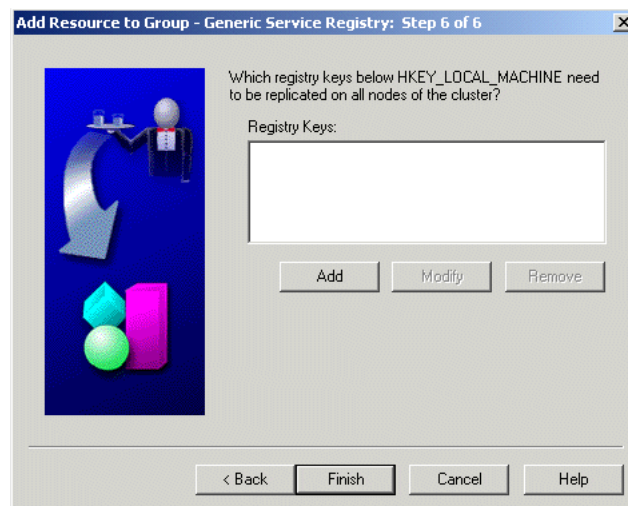 Add Resource to Group - Generic Service Registry: Step 6 of 6
Which registry keys below HKEY_LOCAL_MACHINE need
to be replicated on all nodes of the cluster?
Registry Keys:
Add Modify Remove
< Back Finish Cancel Help